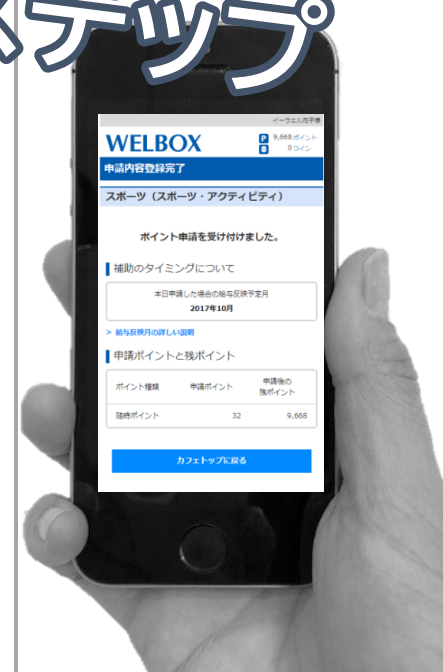 ステップ
イーウエル花子様
WELBOX
P 9,668 ポイント
0 コイン
申請内容登録完了
スポーツ（スポーツ・アクティビティ）
ポイント申請を受け付けました。
補助のタイミングについて
本日申請した場合の給与反映予定月
2017年10月
> 給与反映月の詳しい説明
申請ポイントと残ポイント
ポイント種類 申請ポイント 申請後の
残ポイント
随時ポイント 32 9,668
カフェトップに戻る